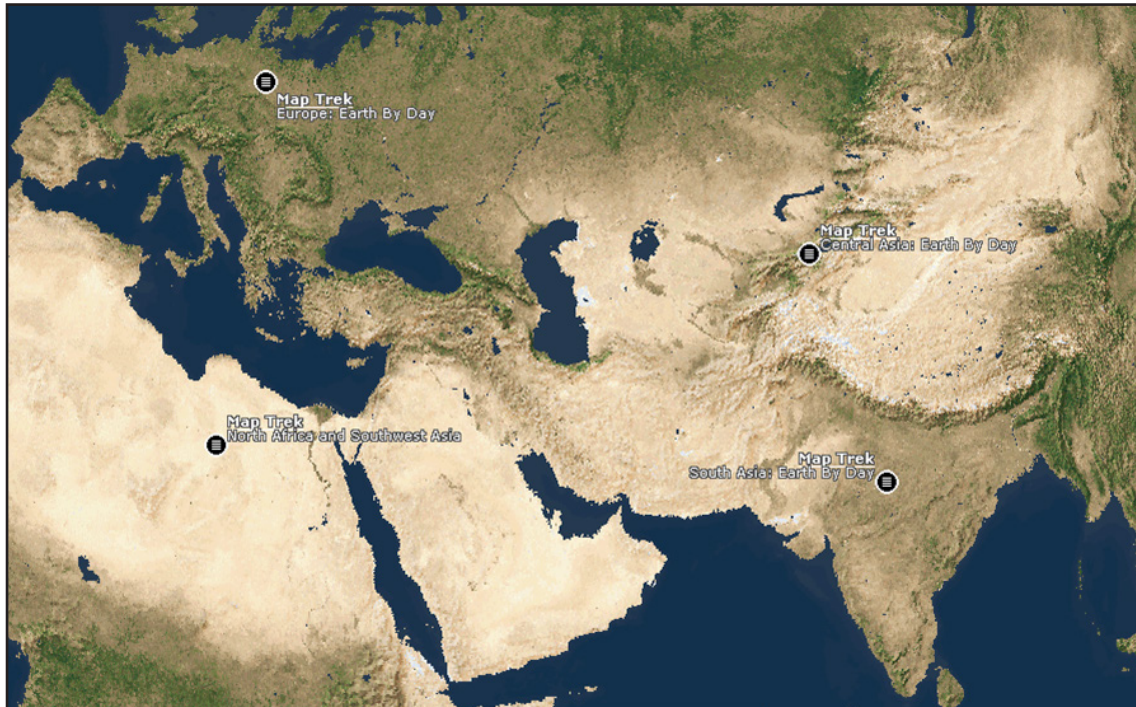 Map Trek
Europe: Earth By Day
Map Trek
Central Asia: Earth By Day
Map Trek
North Africa and Southwest Asia
Map Trek
South Asia: Earth By Day